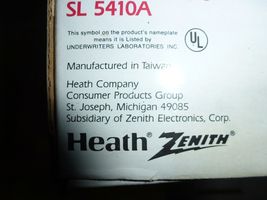 SL 5410A
This symbol on the product's nameplate
means it is Listed by
UNDERWRITERS LABORATORIES INC.
UL
Manufactured in Taiwan
Heath Company
Consumer Products Group
St. Joseph, Michigan 49085
Subsidiary of Zenith Electronics, Corp.
Heath® ZENITH®